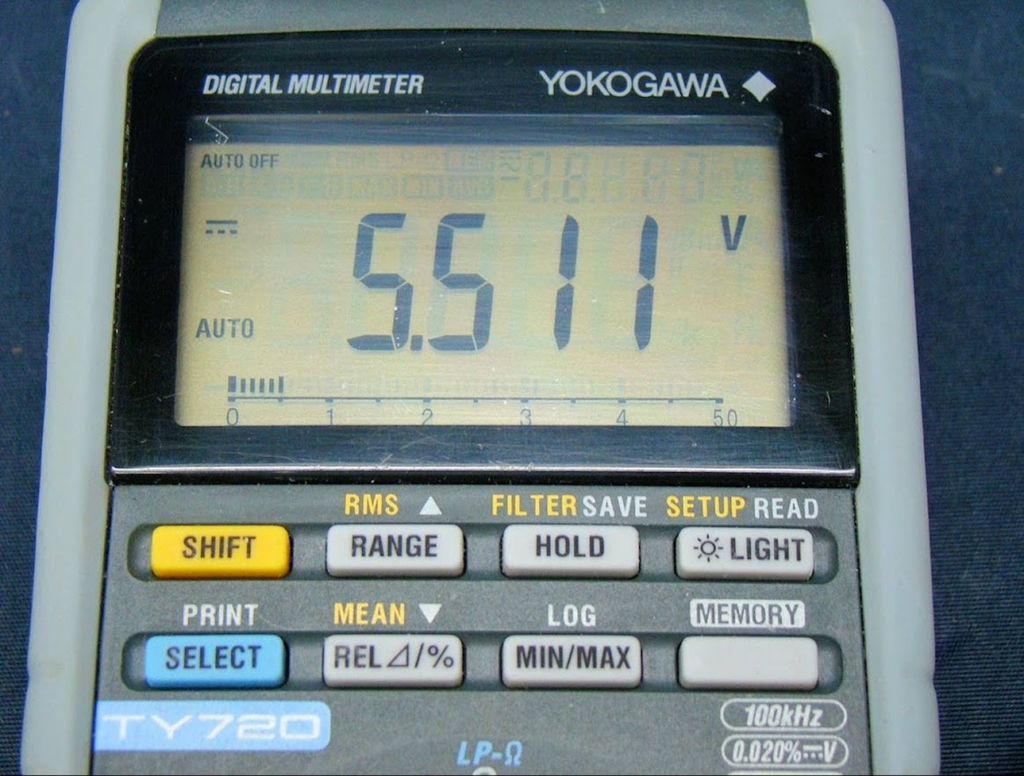 DIGITAL MULTIMETER YOKOGAWA
AUTO OFF
5.511 V
AUTO
0 1 2 3 4 50
RMS ▲ FILTER SAVE SETUP READ
SHIFT RANGE HOLD LIGHT
PRINT MEAN ▼ LOG MEMORY
SELECT REL⊿/% MIN/MAX
TY720 100kHz
LP-Ω 0.020%⎓V